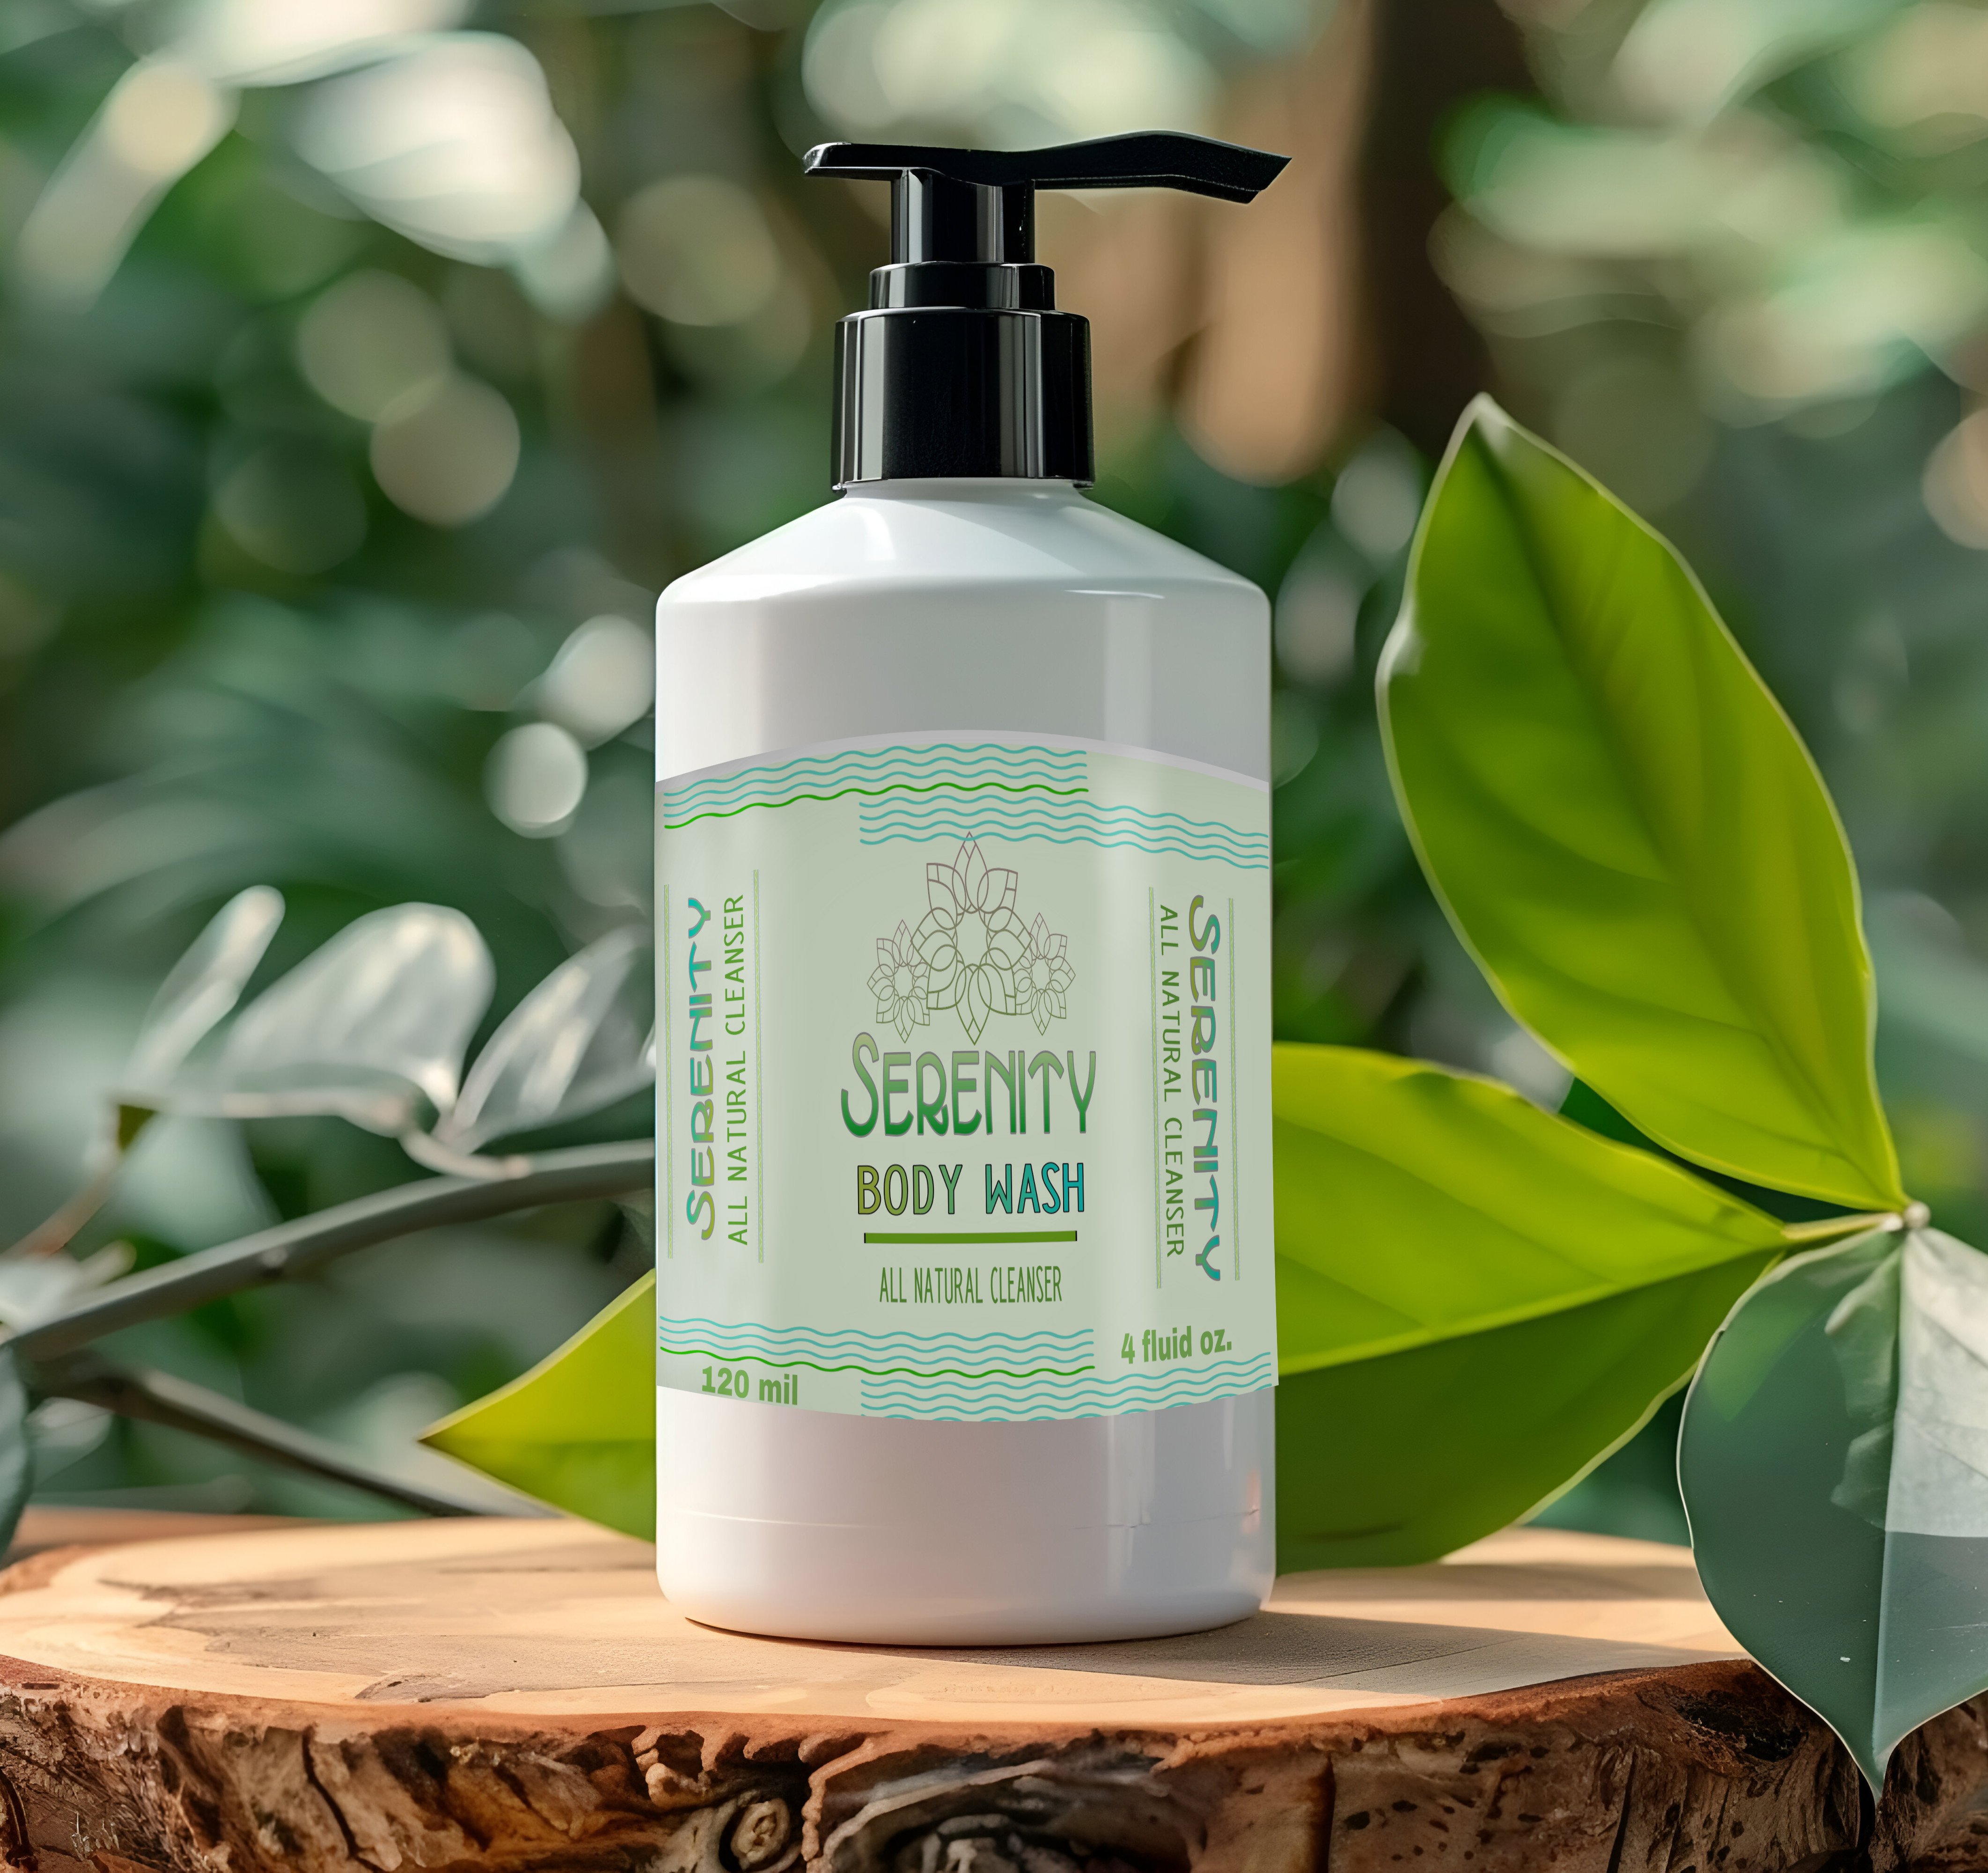 SERENITY
ALL NATURAL CLEANSER
SERENITY
BODY WASH
ALL NATURAL CLEANSER
SERENITY
ALL NATURAL CLEANSER
4 fluid oz.
120 mil